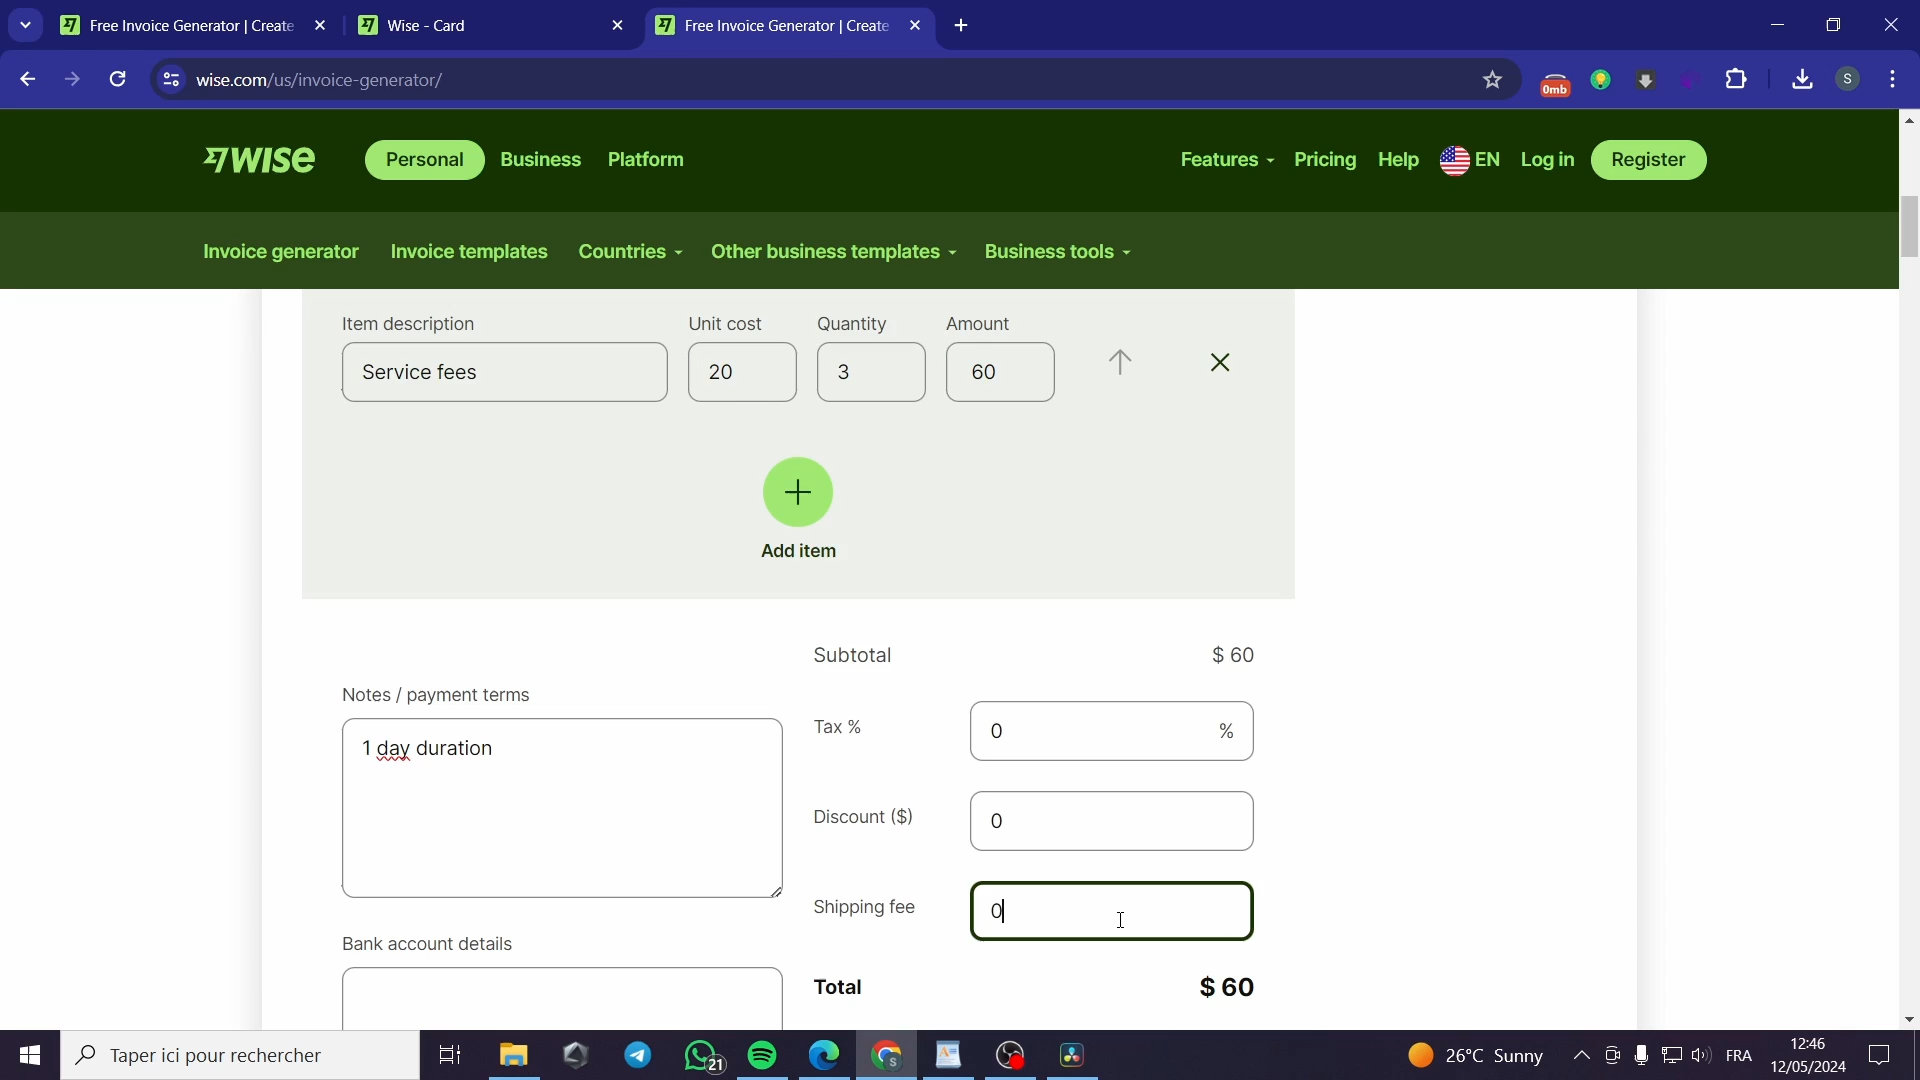 Free Invoice Generator | Create
Wise - Card
Free Invoice Generator | Create
wise.com/us/invoice-generator/
0mb
S
WISE
Personal
Business
Platform
Features
Pricing
Help
EN
Log in
Register
Invoice generator
Invoice templates
Countries
Other business templates
Business tools
Item description
Unit cost
Quantity
Amount
Service fees
20
3
60
Add item
Subtotal
$ 60
Notes / payment terms
1 day duration
Tax %
0
%
Discount ($)
0
Shipping fee
0
Bank account details
Total
$ 60
Taper ici pour rechercher
21
S
26°C Sunny
FRA
12:46
12/05/2024